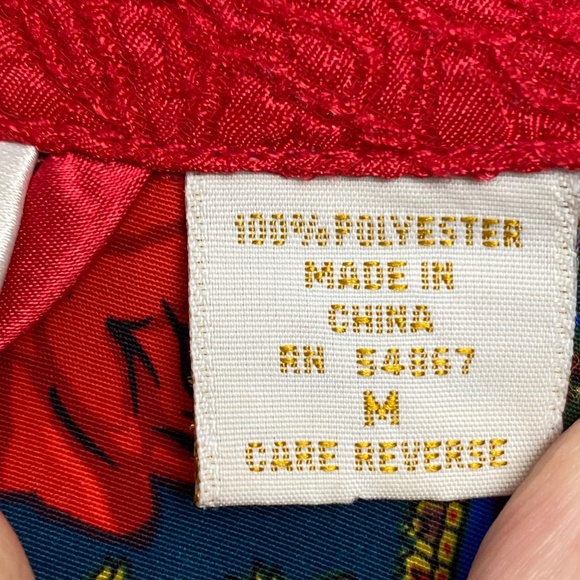 100% POLYESTER
MADE IN
CHINA
RN 54867
M
CARE REVERSE